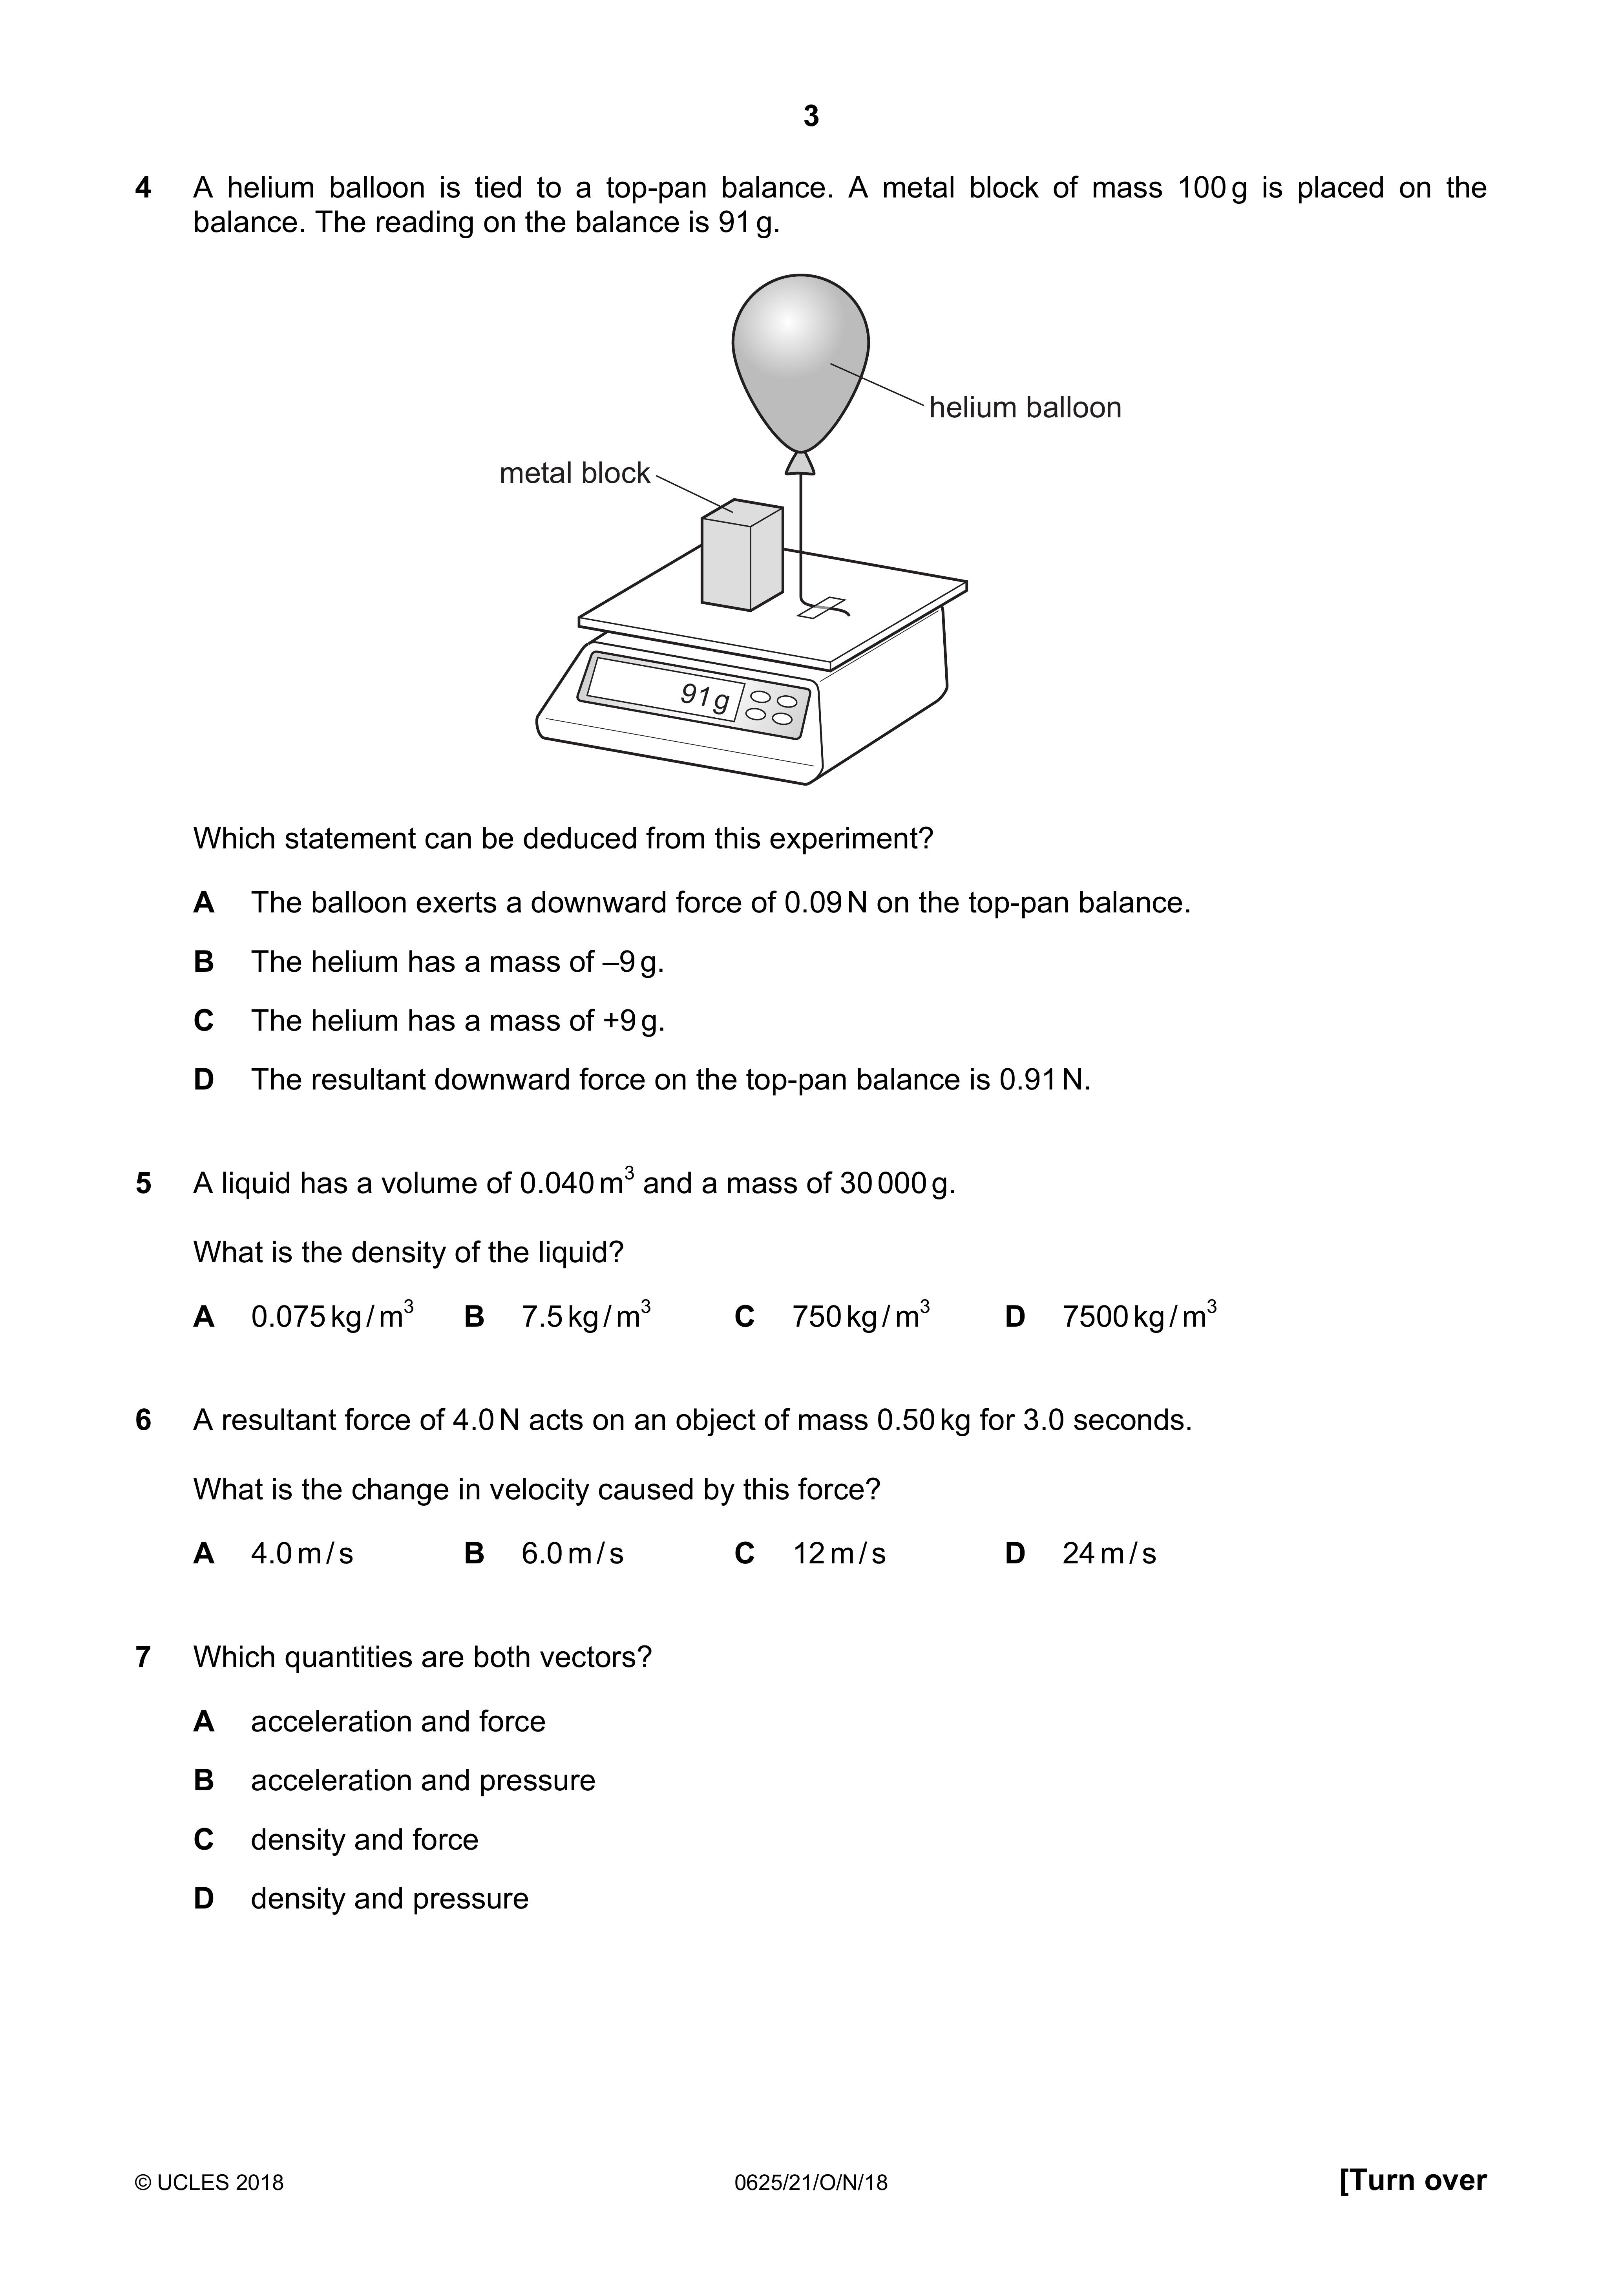 3
4 A helium balloon is tied to a top-pan balance. A metal block of mass 100 g is placed on the
balance. The reading on the balance is 91 g.
helium balloon
metal block
91 g
Which statement can be deduced from this experiment?
A The balloon exerts a downward force of 0.09 N on the top-pan balance.
B The helium has a mass of –9 g.
C The helium has a mass of +9 g.
D The resultant downward force on the top-pan balance is 0.91 N.
5 A liquid has a volume of 0.040 m³ and a mass of 30 000 g.
What is the density of the liquid?
A 0.075 kg / m³ B 7.5 kg / m³ C 750 kg / m³ D 7500 kg / m³
6 A resultant force of 4.0 N acts on an object of mass 0.50 kg for 3.0 seconds.
What is the change in velocity caused by this force?
A 4.0 m / s B 6.0 m / s C 12 m / s D 24 m / s
7 Which quantities are both vectors?
A acceleration and force
B acceleration and pressure
C density and force
D density and pressure
© UCLES 2018 0625/21/O/N/18 [Turn over